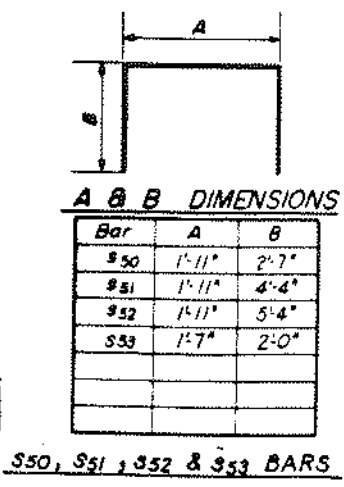 A
B
A & B DIMENSIONS
Bar A B
S50 1'-11" 2'-7"
S51 1'-11" 4'-4"
S52 1'-11" 5'-4"
S53 1'-7" 2'-0"
S50, S51, S52 & S53 BARS